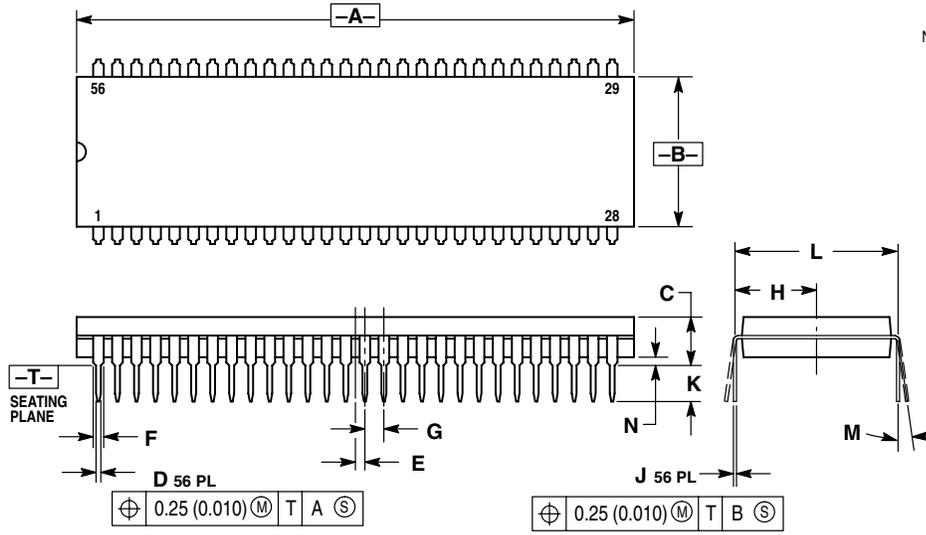 –A–
N
56 29
–B–
1 28
L
C H
–T–
K
SEATING
PLANE
N
F G M
E
D 56 PL J 56 PL
⌖ 0.25 (0.010) Ⓜ T A Ⓢ
⌖ 0.25 (0.010) Ⓜ T B Ⓢ